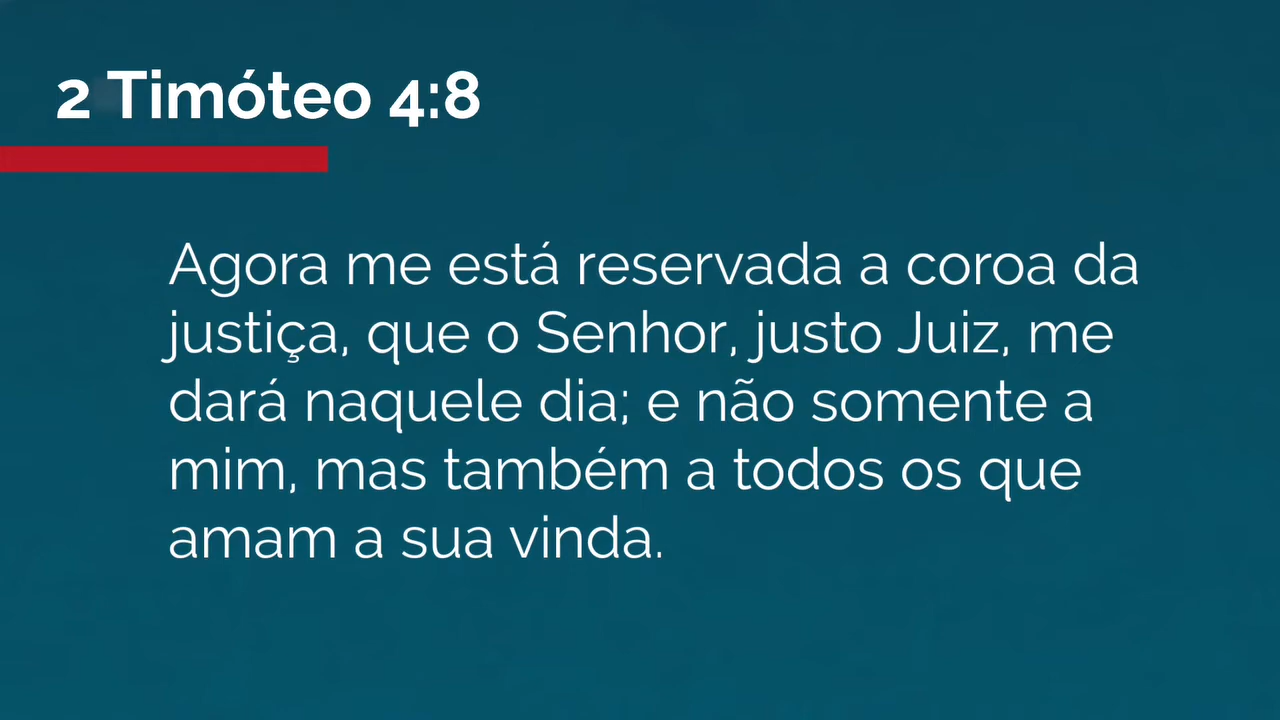 2 Timóteo 4:8
Agora me está reservada a coroa da
justiça, que o Senhor, justo Juiz, me
dará naquele dia; e não somente a
mim, mas também a todos os que
amam a sua vinda.